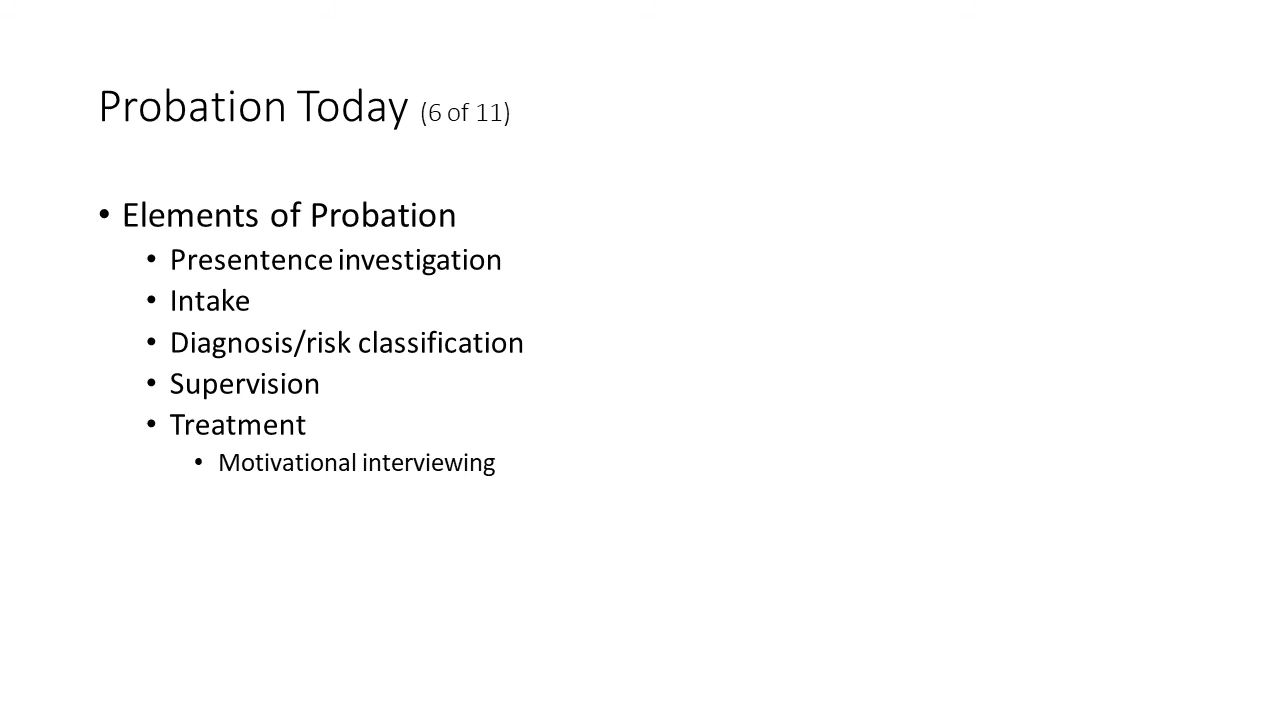 Probation Today (6 of 11)
• Elements of Probation
• Presentence investigation
• Intake
• Diagnosis/risk classification
• Supervision
• Treatment
• Motivational interviewing